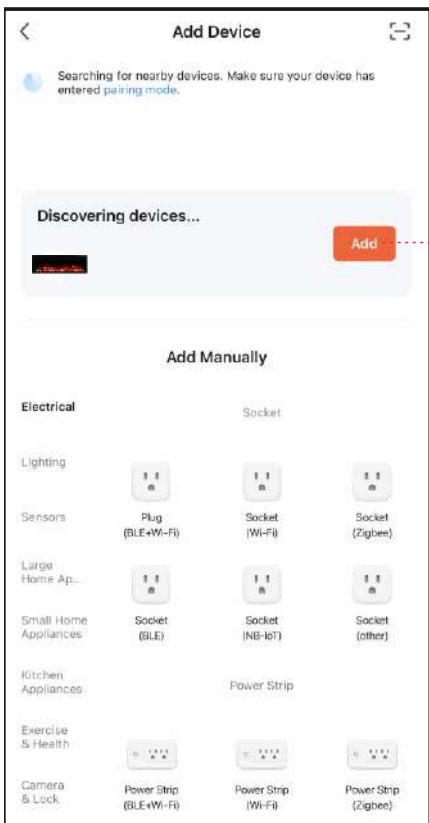 Add Device
Searching for nearby devices. Make sure your device has
entered pairing mode.
Discovering devices...
Add
Add Manually
Electrical
Socket
Lighting
Sensors
Plug
(BLE+Wi-Fi)
Socket
(Wi-Fi)
Socket
(Zigbee)
Large
Home Ap...
Small Home
Appliances
Socket
(BLE)
Socket
(NB-IoT)
Socket
(other)
Kitchen
Appliances
Power Strip
Exercise
& Health
Camera
& Lock
Power Strip
(BLE+Wi-Fi)
Power Strip
(Wi-Fi)
Power Strip
(Zigbee)